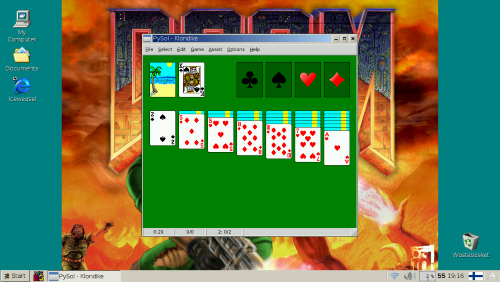 My
Computer
Documents
Iceweasel
DOOM
PySol - Klondike
File Select Edit Game Assist Options Help
0:29 0/0 2: 0/2
Wastebasket
Start PySol - Klondike 55 19:16